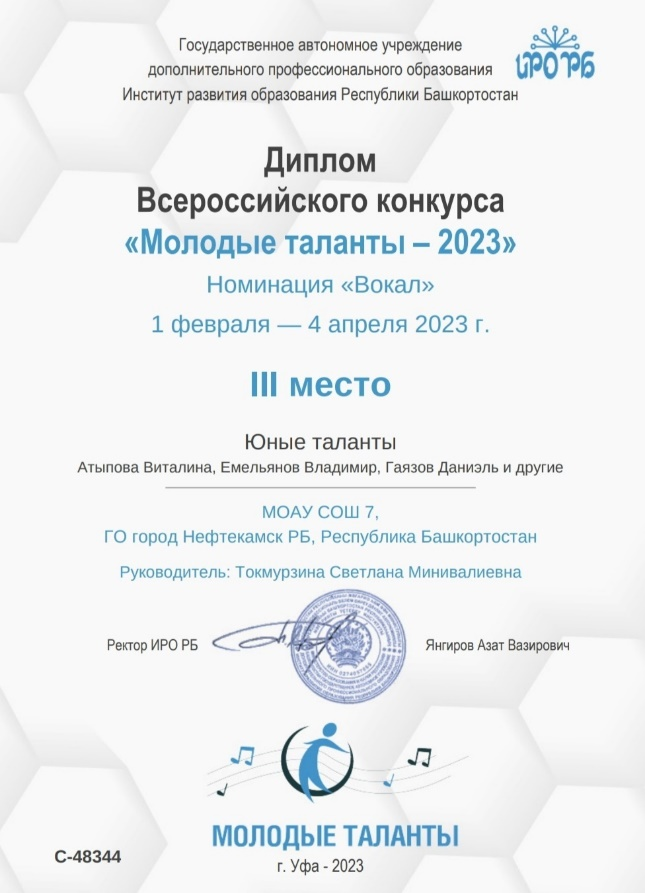 Государственное автономное учреждение
дополнительного профессионального образования
Институт развития образования Республики Башкортостан
ИРО РБ
Диплом
Всероссийского конкурса
«Молодые таланты – 2023»
Номинация «Вокал»
1 февраля — 4 апреля 2023 г.
III место
Юные таланты
Атыпова Виталина, Емельянов Владимир, Гаязов Даниэль и другие
МОАУ СОШ 7,
ГО город Нефтекамск РБ, Республика Башкортостан
Руководитель: Токмурзина Светлана Минивалиевна
Ректор ИРО РБ
Янгиров Азат Вазирович
МОЛОДЫЕ ТАЛАНТЫ
г. Уфа - 2023
С-48344